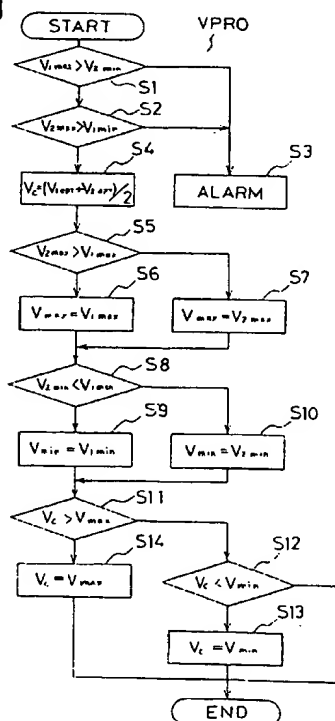 START
VPRO
V1max>V2min
S1
S2
V2max>V1min
S4
S3
Vc=(V1opt+V2opt)/2
ALARM
S5
V2max>V1max
S6
S7
Vmax=V1max
Vmax=V2max
S8
V2min<V1min
S9
S10
Vmin=V1min
Vmin=V2min
S11
Vc>Vmax
S14
S12
Vc=Vmax
Vc<Vmin
S13
Vc=Vmin
END